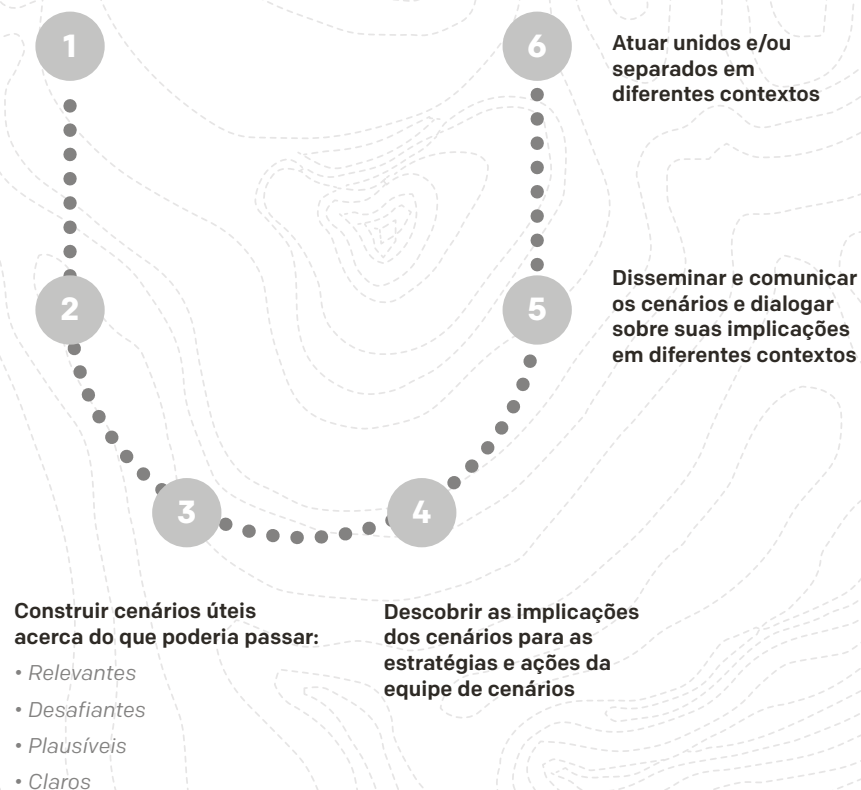 1
6
Atuar unidos e/ou
separados em
diferentes contextos
2
5
Disseminar e comunicar
os cenários e dialogar
sobre suas implicações
em diferentes contextos
3
4
Construir cenários úteis
acerca do que poderia passar:
• Relevantes
• Desafiantes
• Plausíveis
• Claros
Descobrir as implicações
dos cenários para as
estratégias e ações da
equipe de cenários